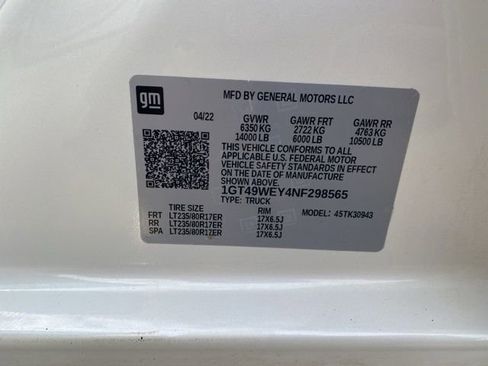 gm
MFD BY GENERAL MOTORS LLC
04/22 GVWR GAWR FRT GAWR RR
6350 KG 2722 KG 4763 KG
14000 LB 6000 LB 10500 LB
THIS VEHICLE CONFORMS TO ALL
APPLICABLE U.S. FEDERAL MOTOR
VEHICLE SAFETY STANDARDS IN EFFECT
ON THE DATE OF MANUFACTURE
SHOWN ABOVE.
1GT49WEY4NF298565
TYPE: TRUCK
TIRE SIZE RIM MODEL: 45TK30943
FRT LT235/80R17ER 17X6.5J
RR LT235/80R17ER 17X6.5J
SPA LT235/80R17ER 17X6.5J